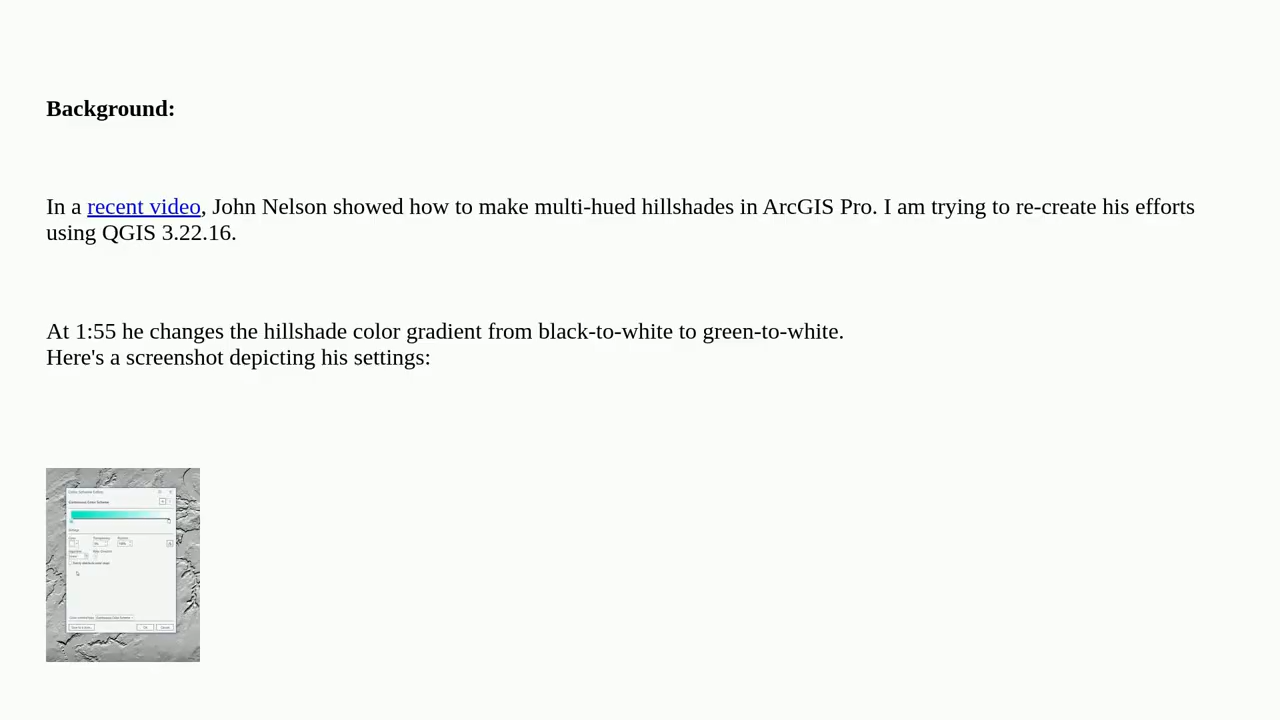 Background:
In a recent video, John Nelson showed how to make multi-hued hillshades in ArcGIS Pro. I am trying to re-create his efforts
using QGIS 3.22.16.
At 1:55 he changes the hillshade color gradient from black-to-white to green-to-white.
Here's a screenshot depicting his settings: